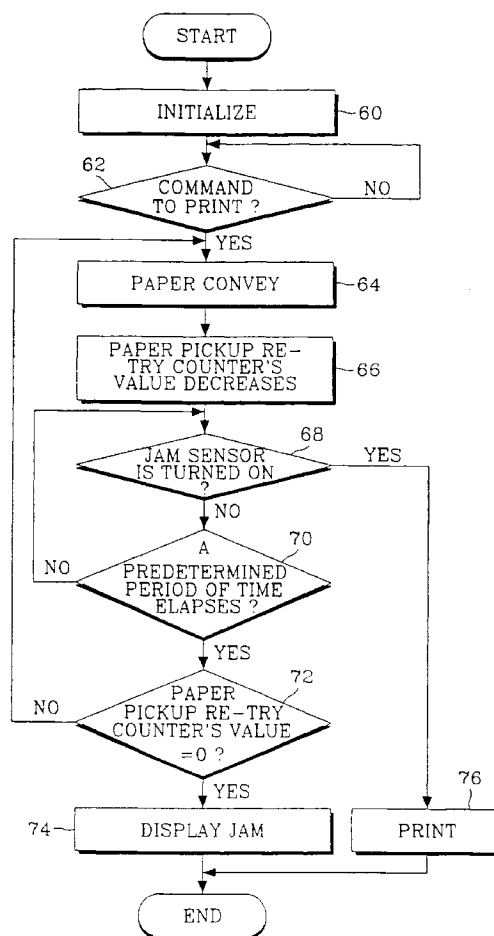 START
INITIALIZE
60
62
COMMAND
TO PRINT ?
NO
YES
PAPER CONVEY
64
PAPER PICKUP RE-
TRY COUNTER'S
VALUE DECREASES
66
68
JAM SENSOR
IS TURNED ON
?
YES
NO
70
A
PREDETERMINED
PERIOD OF TIME
ELAPSES ?
NO
YES
72
PAPER
PICKUP RE-TRY
COUNTER'S VALUE
=0 ?
NO
YES
74
DISPLAY JAM
76
PRINT
END